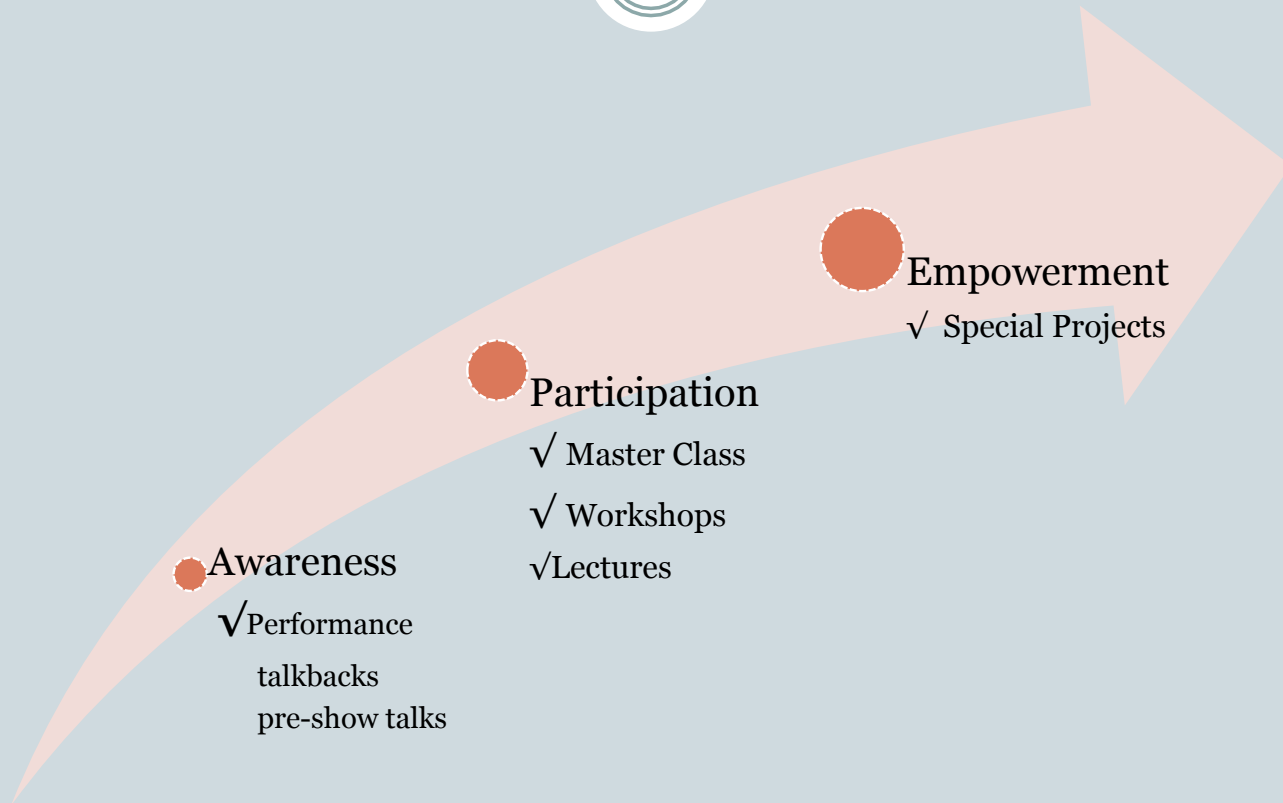 Awareness
√Performance
talkbacks
pre-show talks
Participation
√ Master Class
√ Workshops
√Lectures
Empowerment
√ Special Projects